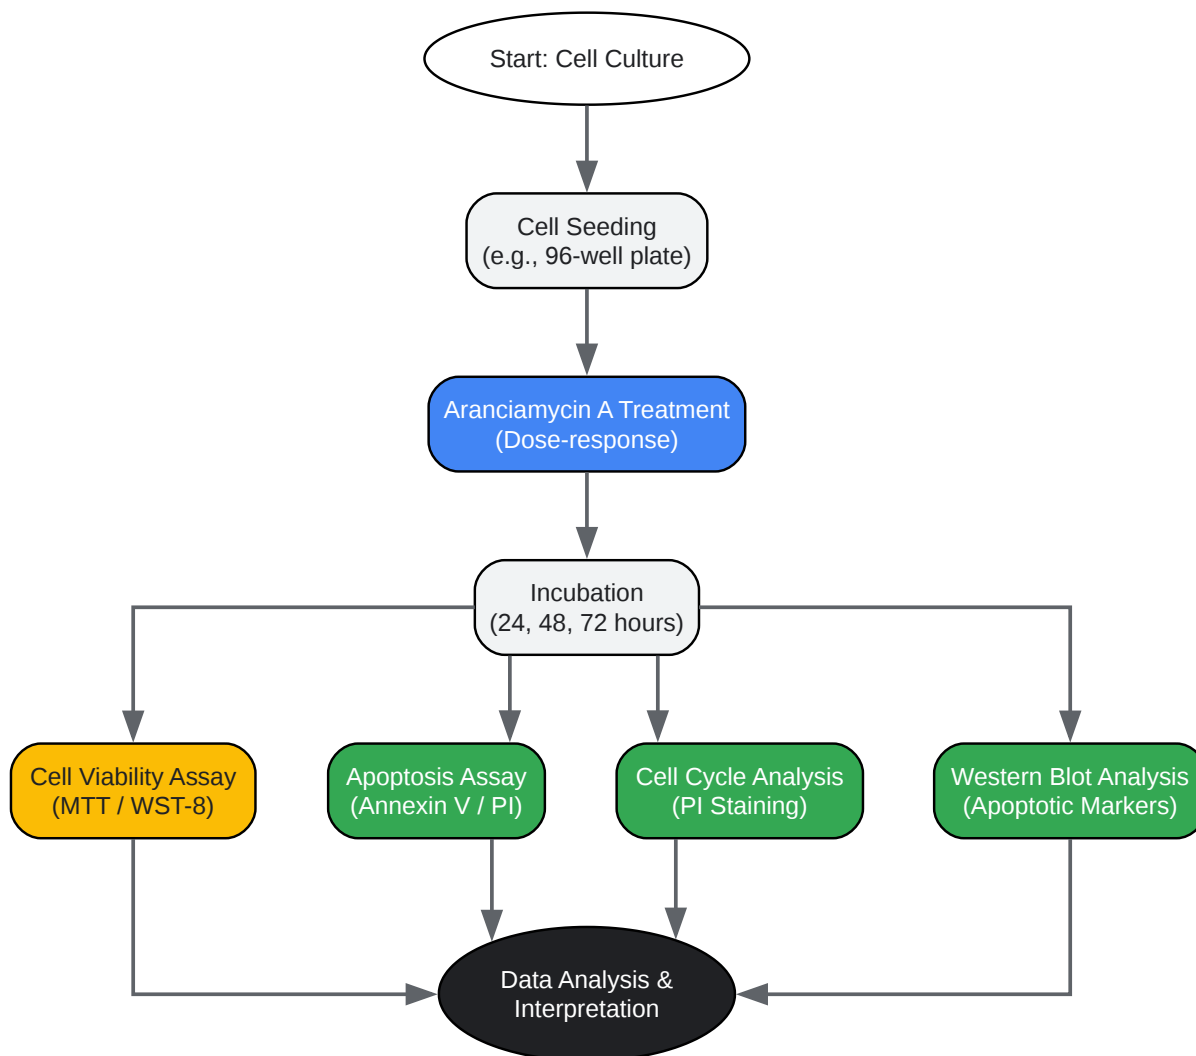 Start: Cell Culture
Cell Seeding
(e.g., 96-well plate)
Aranciamycin A Treatment
(Dose-response)
Incubation
(24, 48, 72 hours)
Cell Viability Assay
(MTT / WST-8)
Apoptosis Assay
(Annexin V / PI)
Cell Cycle Analysis
(PI Staining)
Western Blot Analysis
(Apoptotic Markers)
Data Analysis &
Interpretation